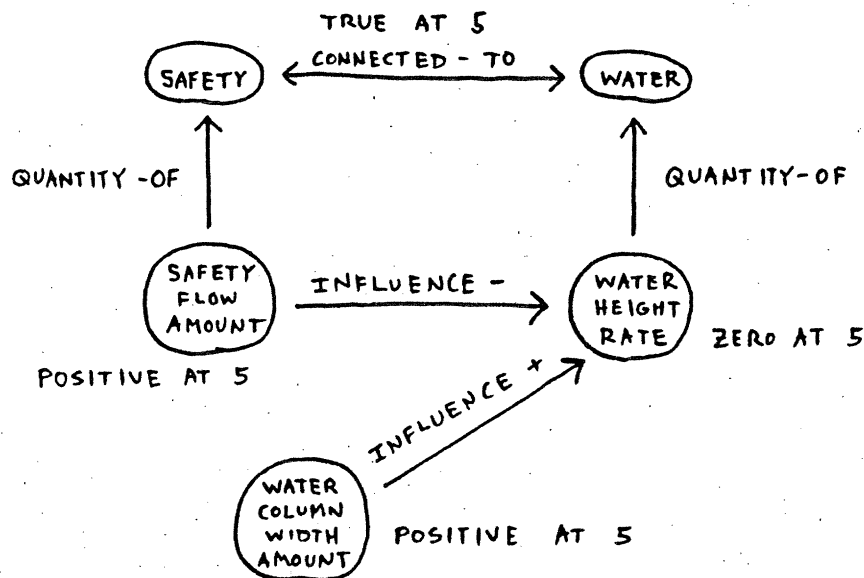 TRUE AT 5
SAFETY
CONNECTED - TO
WATER
QUANTITY -OF
QUANTITY-OF
SAFETY
FLOW
AMOUNT
INFLUENCE -
WATER
HEIGHT
RATE
ZERO AT 5
POSITIVE AT 5
INFLUENCE +
WATER
COLUMN
WIDTH
AMOUNT
POSITIVE AT 5